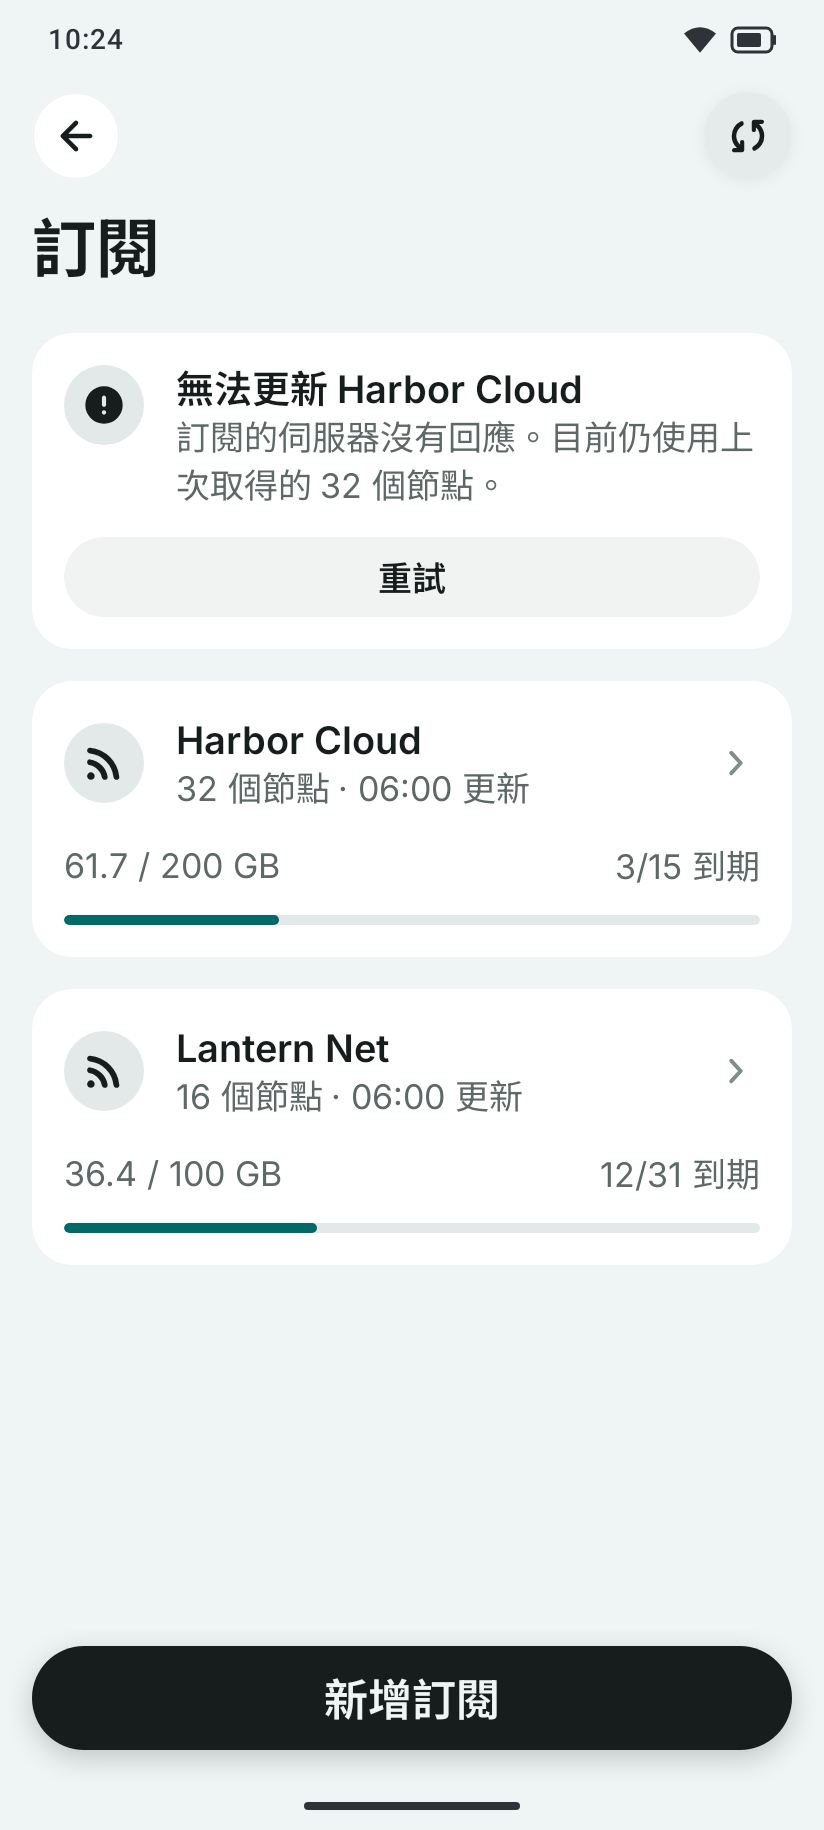 10:24
訂閱
無法更新 Harbor Cloud
訂閱的伺服器沒有回應。目前仍使用上
次取得的 32 個節點。
重試
Harbor Cloud
32 個節點 · 06:00 更新
61.7 / 200 GB
3/15 到期
Lantern Net
16 個節點 · 06:00 更新
36.4 / 100 GB
12/31 到期
新增訂閱